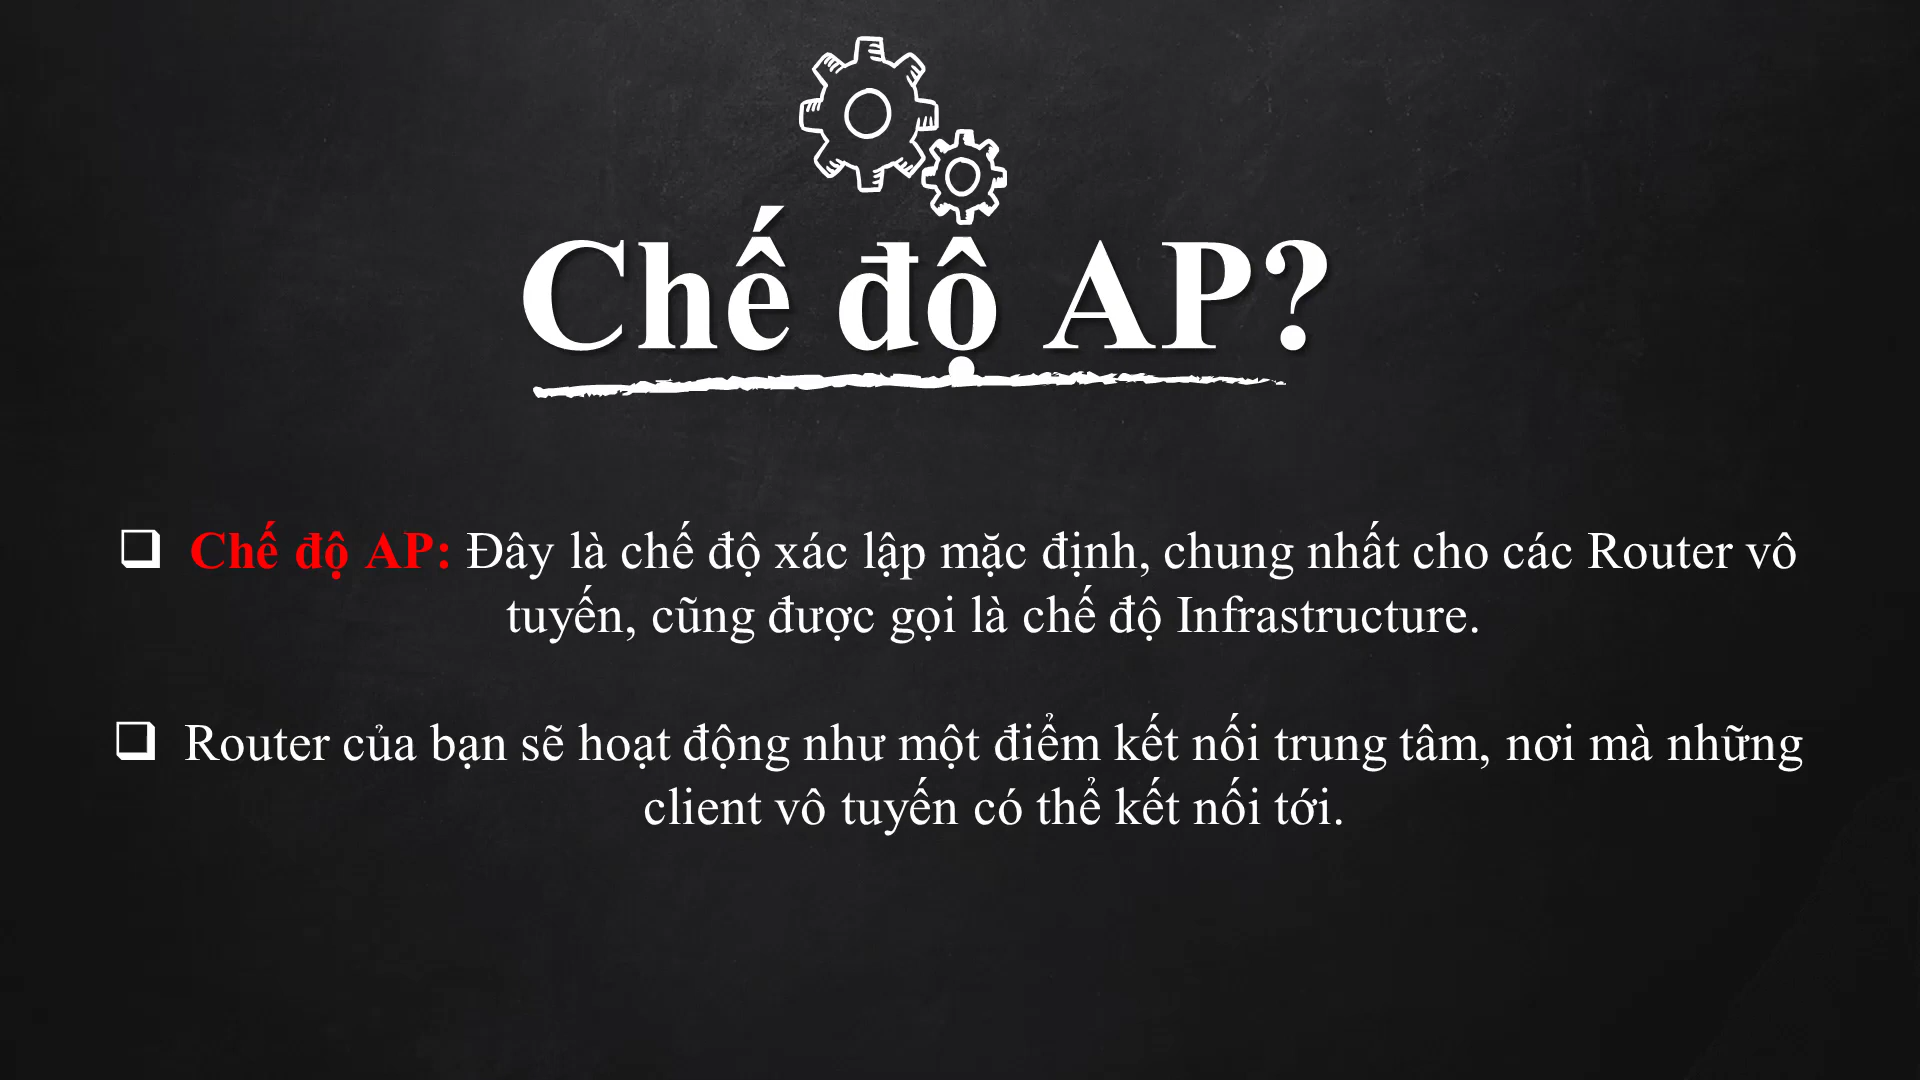 Chế độ AP?
Chế độ AP: Đây là chế độ xác lập mặc định, chung nhất cho các Router vô
tuyến, cũng được gọi là chế độ Infrastructure.
Router của bạn sẽ hoạt động như một điểm kết nối trung tâm, nơi mà những
client vô tuyến có thể kết nối tới.